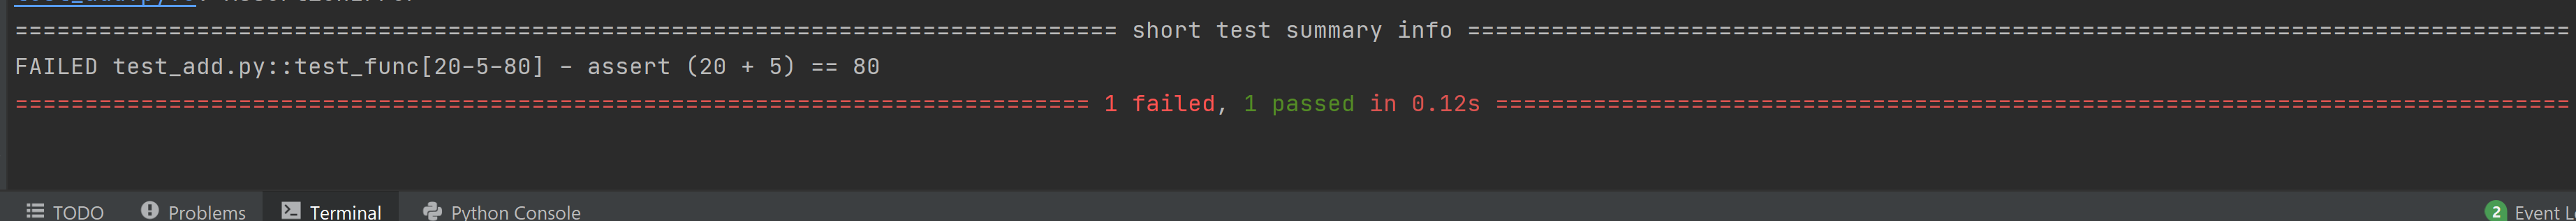 ========================= short test summary info =========================
FAILED test_add.py::test_func[20-5-80] - assert (20 + 5) == 80
========================= 1 failed, 1 passed in 0.12s =========================
TODO Problems Terminal Python Console 2 Event L